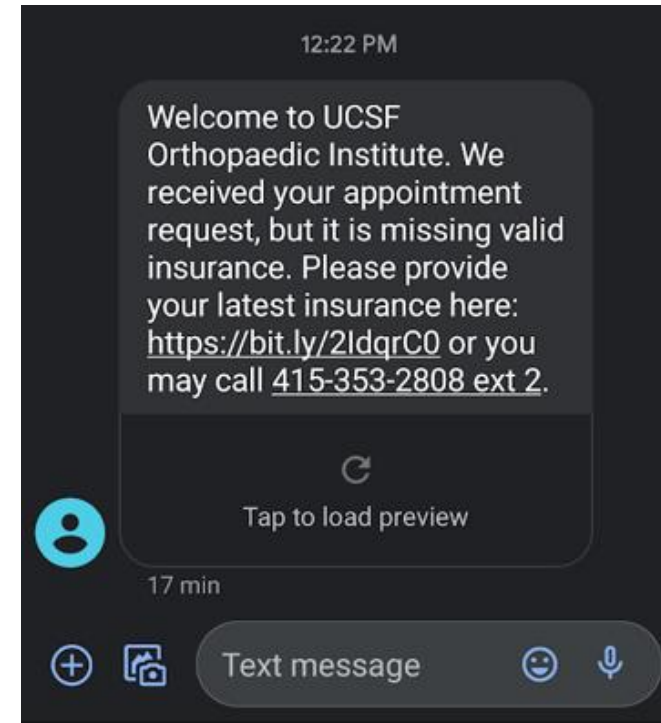 12:22 PM
Welcome to UCSF
Orthopaedic Institute. We
received your appointment
request, but it is missing valid
insurance. Please provide
your latest insurance here:
https://bit.ly/2IdqrC0 or you
may call 415-353-2808 ext 2.
Tap to load preview
17 min
Text message